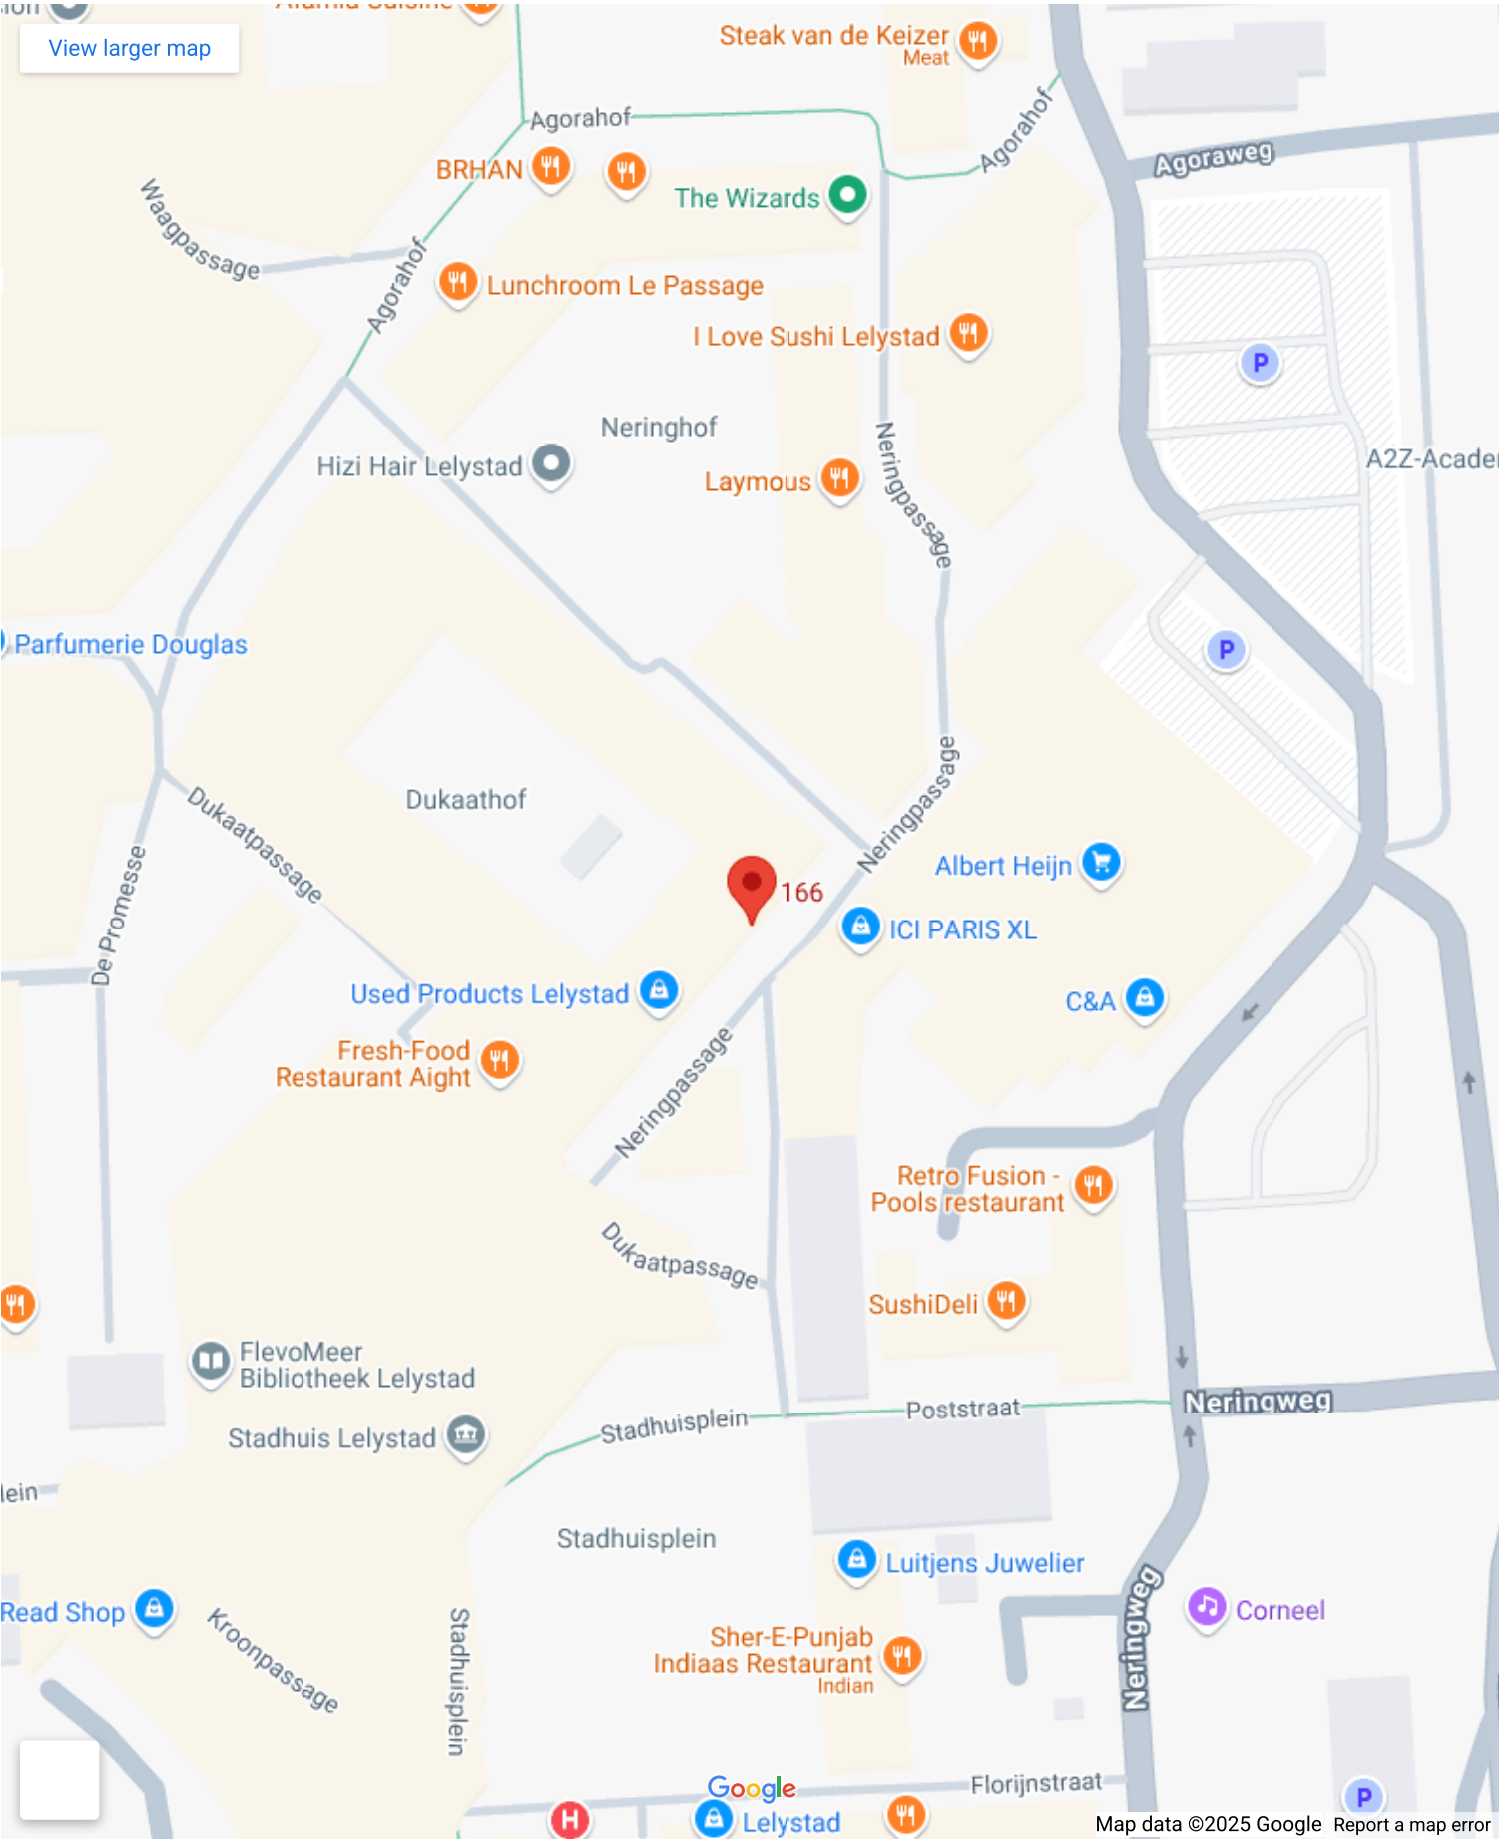 View larger map
Steak van de Keizer
Meat
Agorahof
Agorahof
Agoraweg
BRHAN
The Wizards
Waagpassage
Agorahof
Lunchroom Le Passage
I Love Sushi Lelystad
Neringhof
Hizi Hair Lelystad
Laymous
Neringpassage
A2Z-Acade
P
P
Parfumerie Douglas
Dukaatpassage
Dukaathof
Neringpassage
166
Albert Heijn
ICI PARIS XL
De Promesse
Used Products Lelystad
C&A
Fresh-Food
Restaurant Aight
Neringpassage
Retro Fusion -
Pools restaurant
Dukaatpassage
SushiDeli
FlevoMeer
Bibliotheek Lelystad
Stadhuis Lelystad
Stadhuisplein
Poststraat
Neringweg
lein
Stadhuisplein
Luitjens Juwelier
Read Shop
Kroonpassage
Stadhuisplein
Sher-E-Punjab
Indiaas Restaurant
Indian
Neringweg
Corneel
Google
Florijnstraat
H
Lelystad
P
Map data ©2025 Google
Report a map error